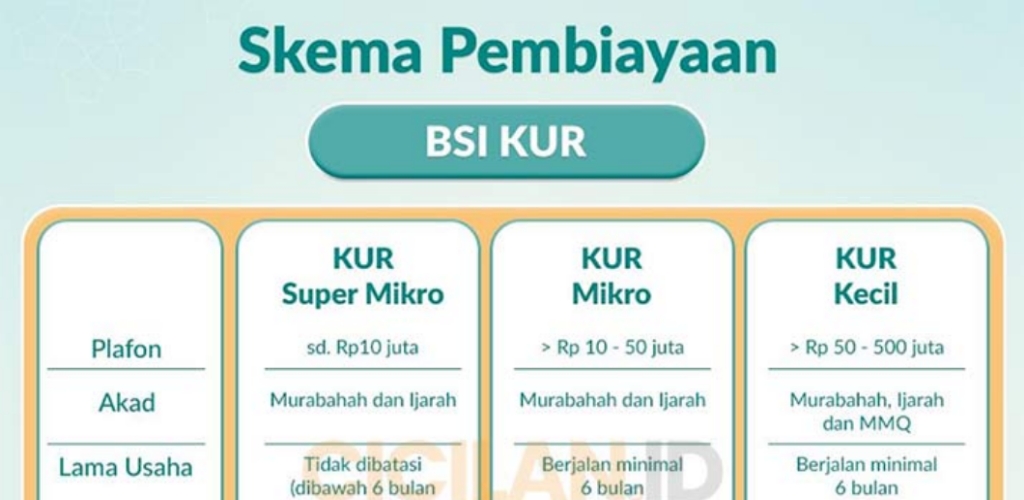 Skema Pembiayaan
BSI KUR
KUR
Super Mikro
KUR
Mikro
KUR
Kecil
Plafon
sd. Rp10 juta
> Rp 10 - 50 juta
> Rp 50 - 500 juta
Akad
Murabahah dan Ijarah
Murabahah dan Ijarah
Murabahah, Ijarah
dan MMQ
Lama Usaha
Tidak dibatasi
(dibawah 6 bulan
Berjalan minimal
6 bulan
Berjalan minimal
6 bulan
CICILAN.ID